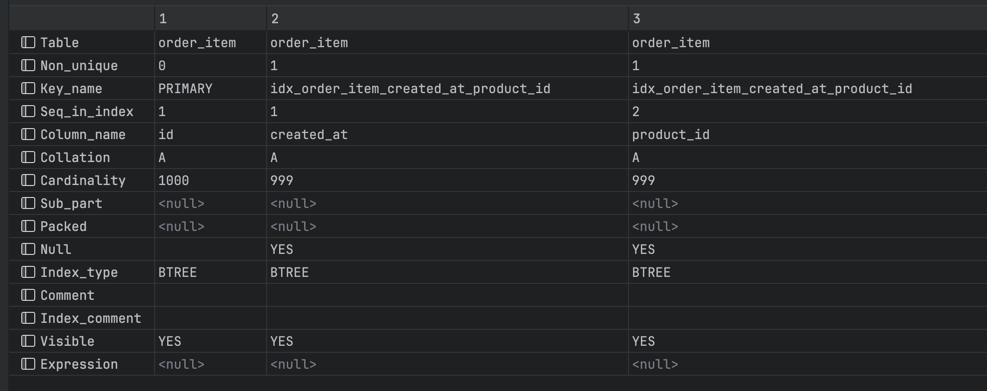 1 2 3
Table order_item order_item order_item
Non_unique 0 1 1
Key_name PRIMARY idx_order_item_created_at_product_id idx_order_item_created_at_product_id
Seq_in_index 1 1 2
Column_name id created_at product_id
Collation A A A
Cardinality 1000 999 999
Sub_part <null> <null> <null>
Packed <null> <null> <null>
Null YES YES
Index_type BTREE BTREE BTREE
Comment
Index_comment
Visible YES YES YES
Expression <null> <null> <null>